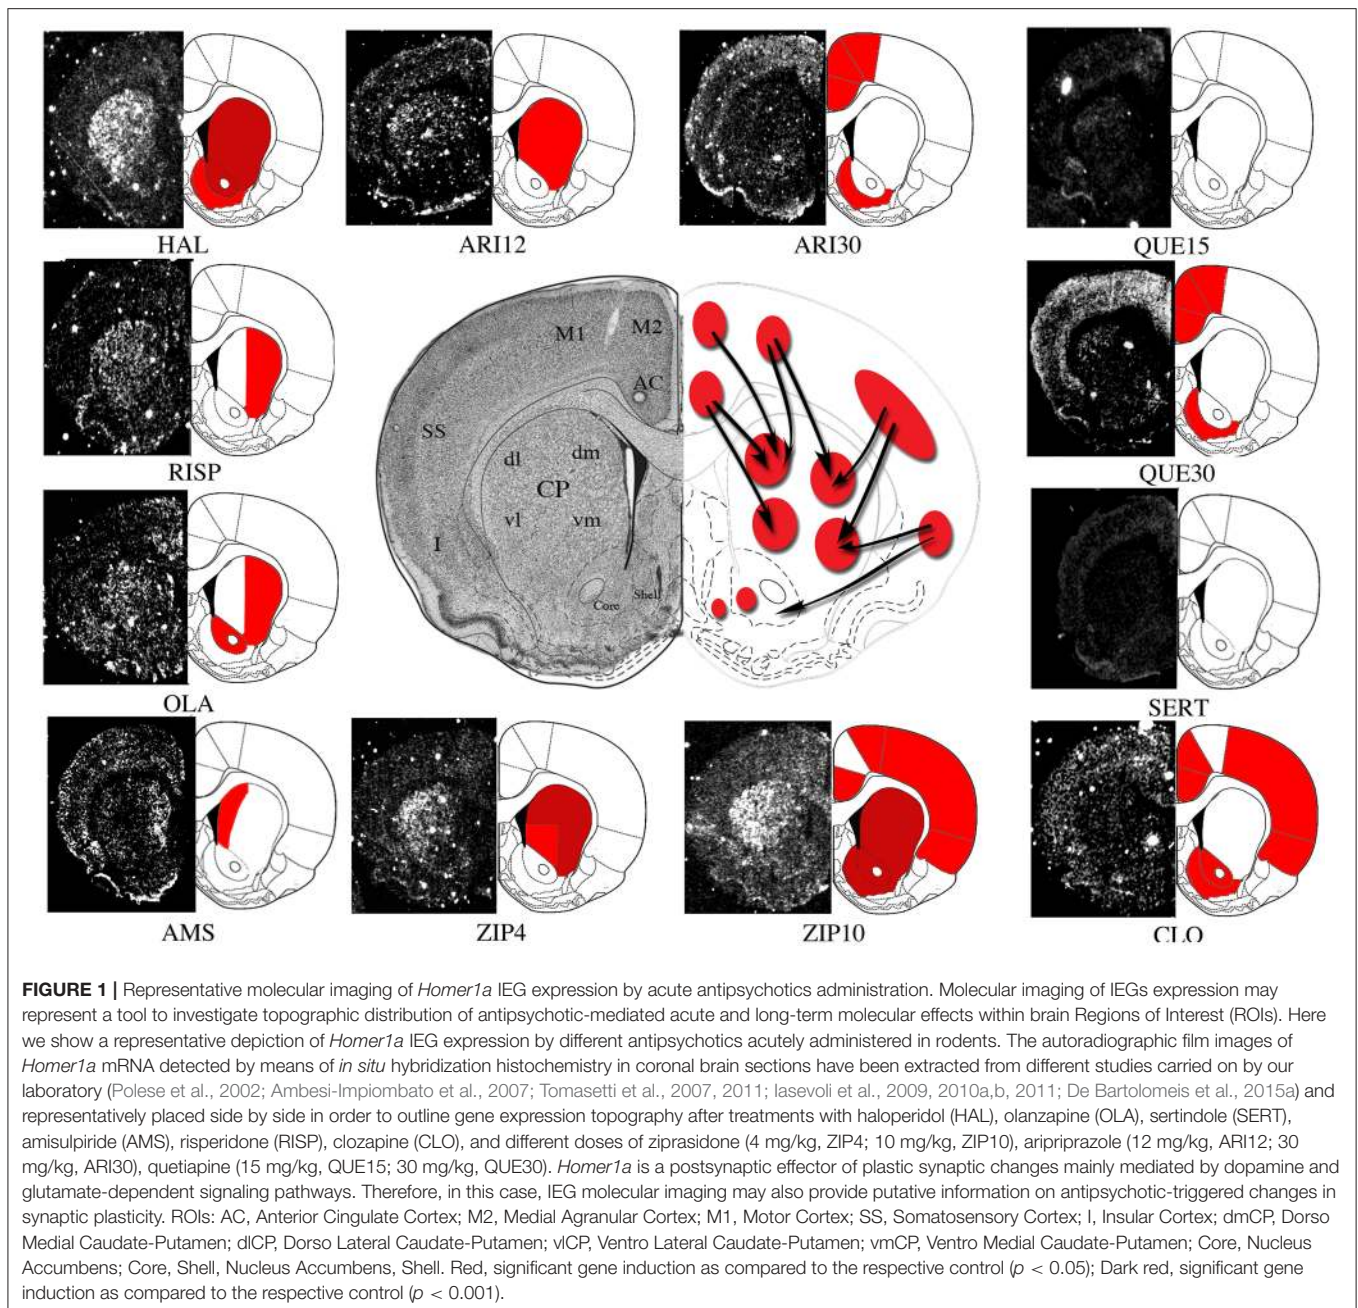 HAL
ARI12
ARI30
QUE15
M1
M2
AC
SS
dl
dm
CP
vl
vm
I
Core
Shell
RISP
QUE30
OLA
SERT
AMS
ZIP4
ZIP10
CLO
FIGURE 1 | Representative molecular imaging of Homer1a IEG expression by acute antipsychotics administration. Molecular imaging of IEGs expression may
represent a tool to investigate topographic distribution of antipsychotic-mediated acute and long-term molecular effects within brain Regions of Interest (ROIs). Here
we show a representative depiction of Homer1a IEG expression by different antipsychotics acutely administered in rodents. The autoradiographic film images of
Homer1a mRNA detected by means of in situ hybridization histochemistry in coronal brain sections have been extracted from different studies carried on by our
laboratory (Polese et al., 2002; Ambesi-Impiombato et al., 2007; Tomasetti et al., 2007, 2011; Iasevoli et al., 2009, 2010a,b, 2011; De Bartolomeis et al., 2015a) and
representatively placed side by side in order to outline gene expression topography after treatments with haloperidol (HAL), olanzapine (OLA), sertindole (SERT),
amisulpiride (AMS), risperidone (RISP), clozapine (CLO), and different doses of ziprasidone (4 mg/kg, ZIP4; 10 mg/kg, ZIP10), aripriprazole (12 mg/kg, ARI12; 30
mg/kg, ARI30), quetiapine (15 mg/kg, QUE15; 30 mg/kg, QUE30). Homer1a is a postsynaptic effector of plastic synaptic changes mainly mediated by dopamine and
glutamate-dependent signaling pathways. Therefore, in this case, IEG molecular imaging may also provide putative information on antipsychotic-triggered changes in
synaptic plasticity. ROIs: AC, Anterior Cingulate Cortex; M2, Medial Agranular Cortex; M1, Motor Cortex; SS, Somatosensory Cortex; I, Insular Cortex; dmCP, Dorso
Medial Caudate-Putamen; dlCP, Dorso Lateral Caudate-Putamen; vlCP, Ventro Lateral Caudate-Putamen; vmCP, Ventro Medial Caudate-Putamen; Core, Nucleus
Accumbens; Core, Shell, Nucleus Accumbens, Shell. Red, significant gene induction as compared to the respective control (p < 0.05); Dark red, significant gene
induction as compared to the respective control (p < 0.001).